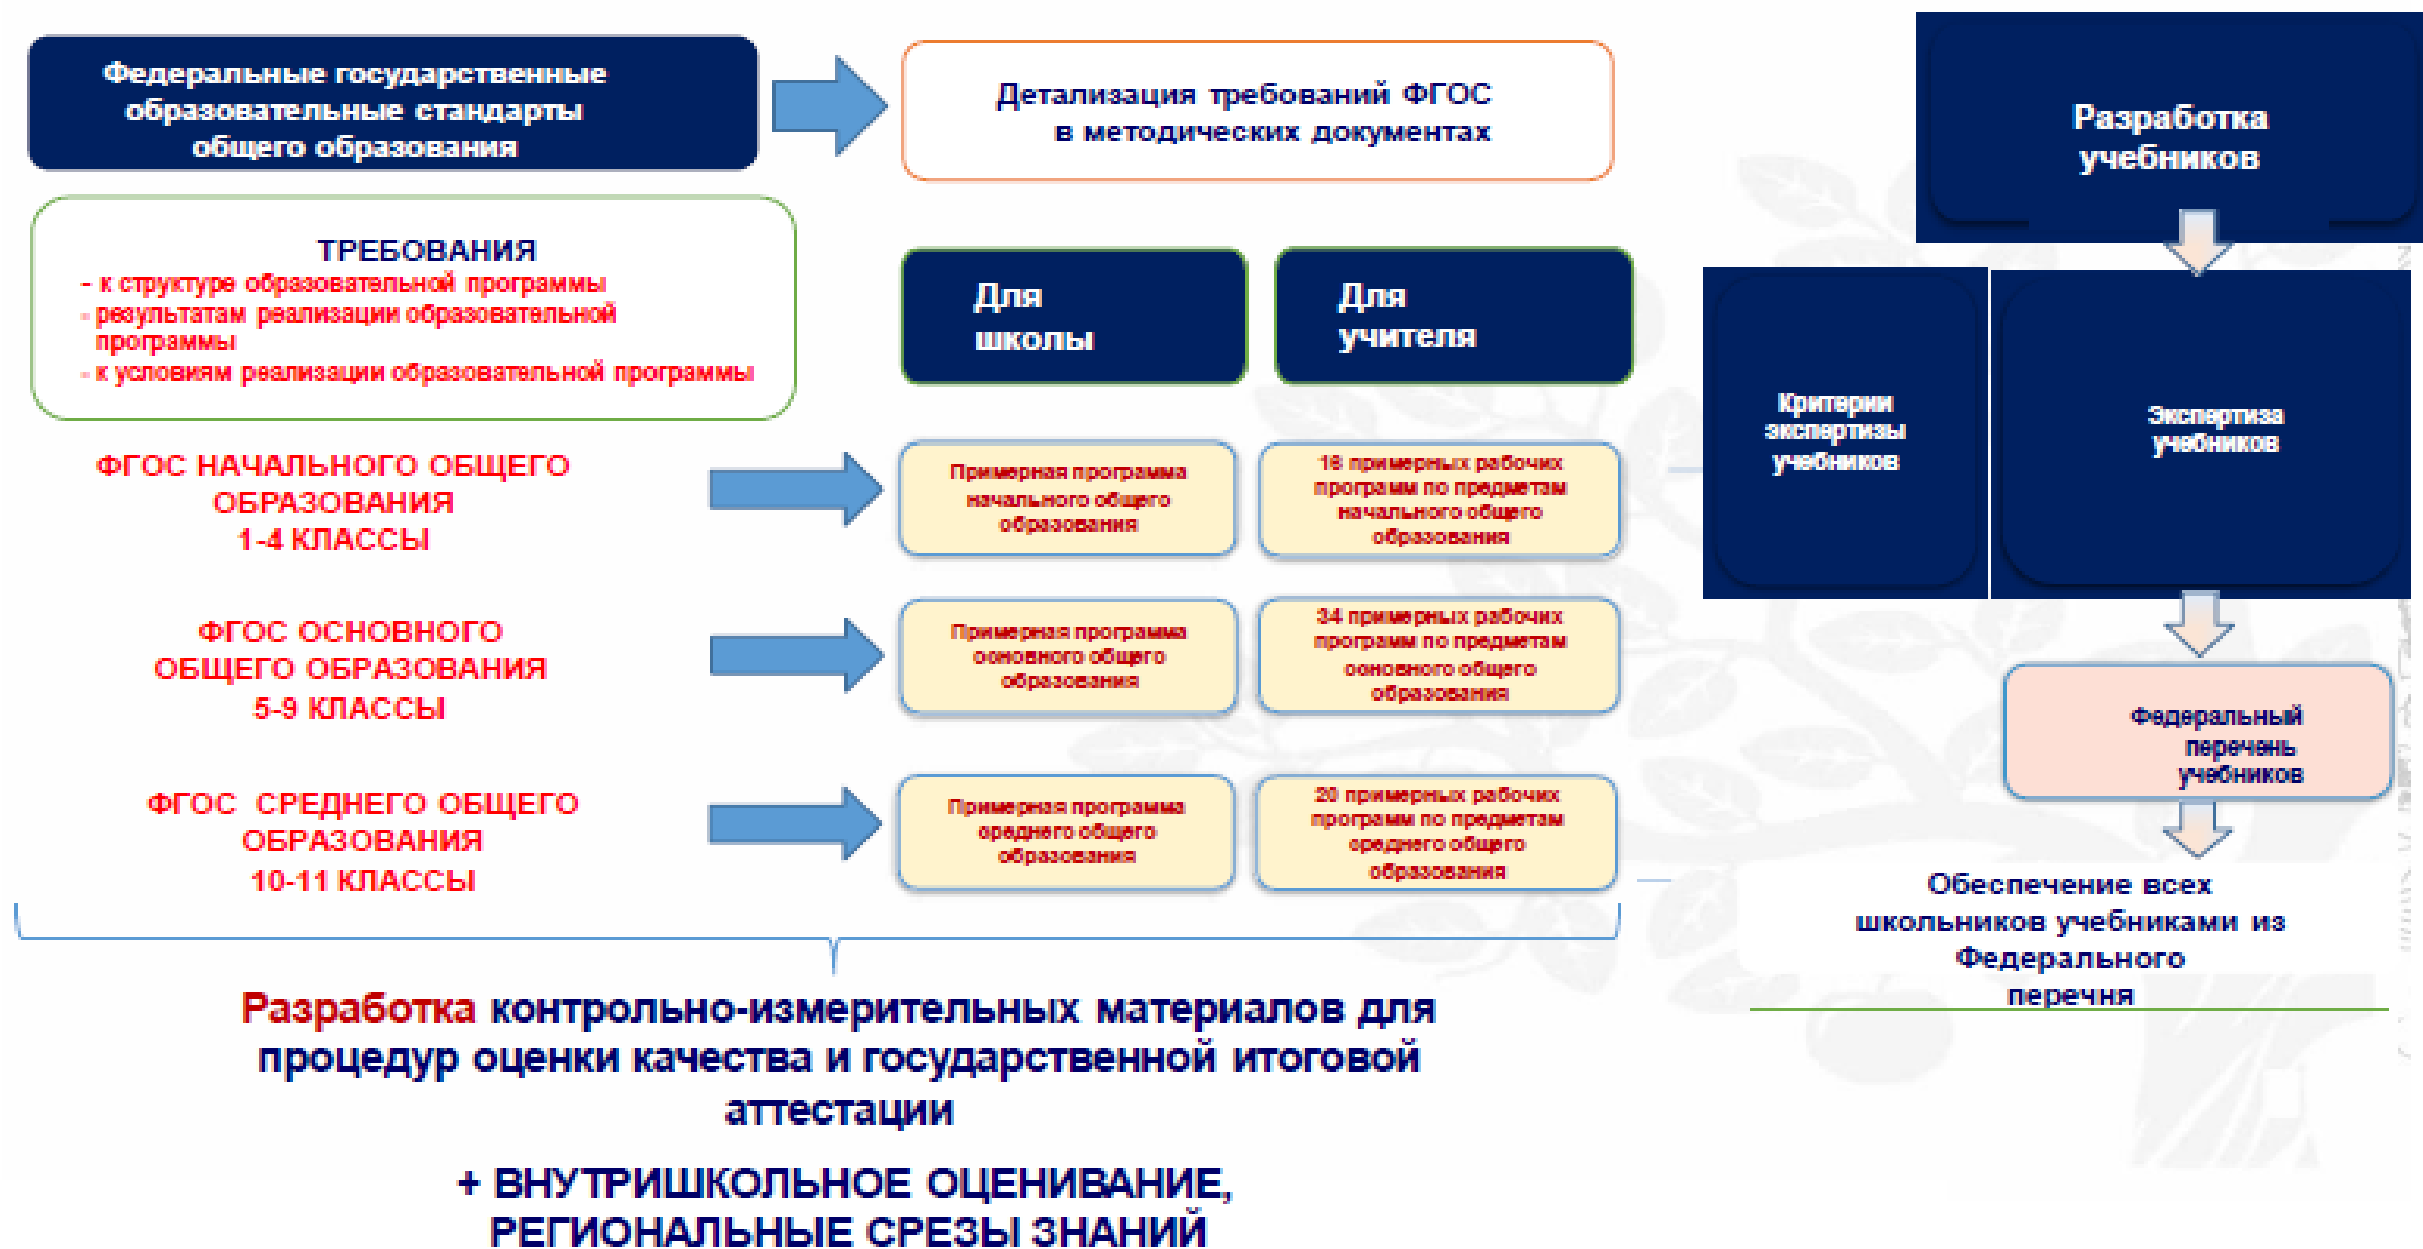 Федеральные государственные
образовательные стандарты
общего образования
Детализация требований ФГОС
в методических документах
ТРЕБОВАНИЯ
- к структуре образовательной программы
- результатам реализации образовательной
программы
- к условиям реализации образовательной программы
Для
школы
Для
учителя
ФГОС НАЧАЛЬНОГО ОБЩЕГО
ОБРАЗОВАНИЯ
1-4 КЛАССЫ
Примерная программа
начального общего
образования
16 примерных рабочих
программ по предметам
начального общего
образования
ФГОС ОСНОВНОГО
ОБЩЕГО ОБРАЗОВАНИЯ
5-9 КЛАССЫ
Примерная программа
основного общего
образования
34 примерных рабочих
программ по предметам
основного общего
образования
ФГОС СРЕДНЕГО ОБЩЕГО
ОБРАЗОВАНИЯ
10-11 КЛАССЫ
Примерная программа
среднего общего
образования
20 примерных рабочих
программ по предметам
среднего общего
образования
Разработка контрольно-измерительных материалов для
процедур оценки качества и государственной итоговой
аттестации
+ ВНУТРИШКОЛЬНОЕ ОЦЕНИВАНИЕ,
РЕГИОНАЛЬНЫЕ СРЕЗЫ ЗНАНИЙ
Разработка
учебников
Критерии
экспертизы
учебников
Экспертиза
учебников
Федеральный
перечень
учебников
Обеспечение всех
школьников учебниками из
Федерального
перечня